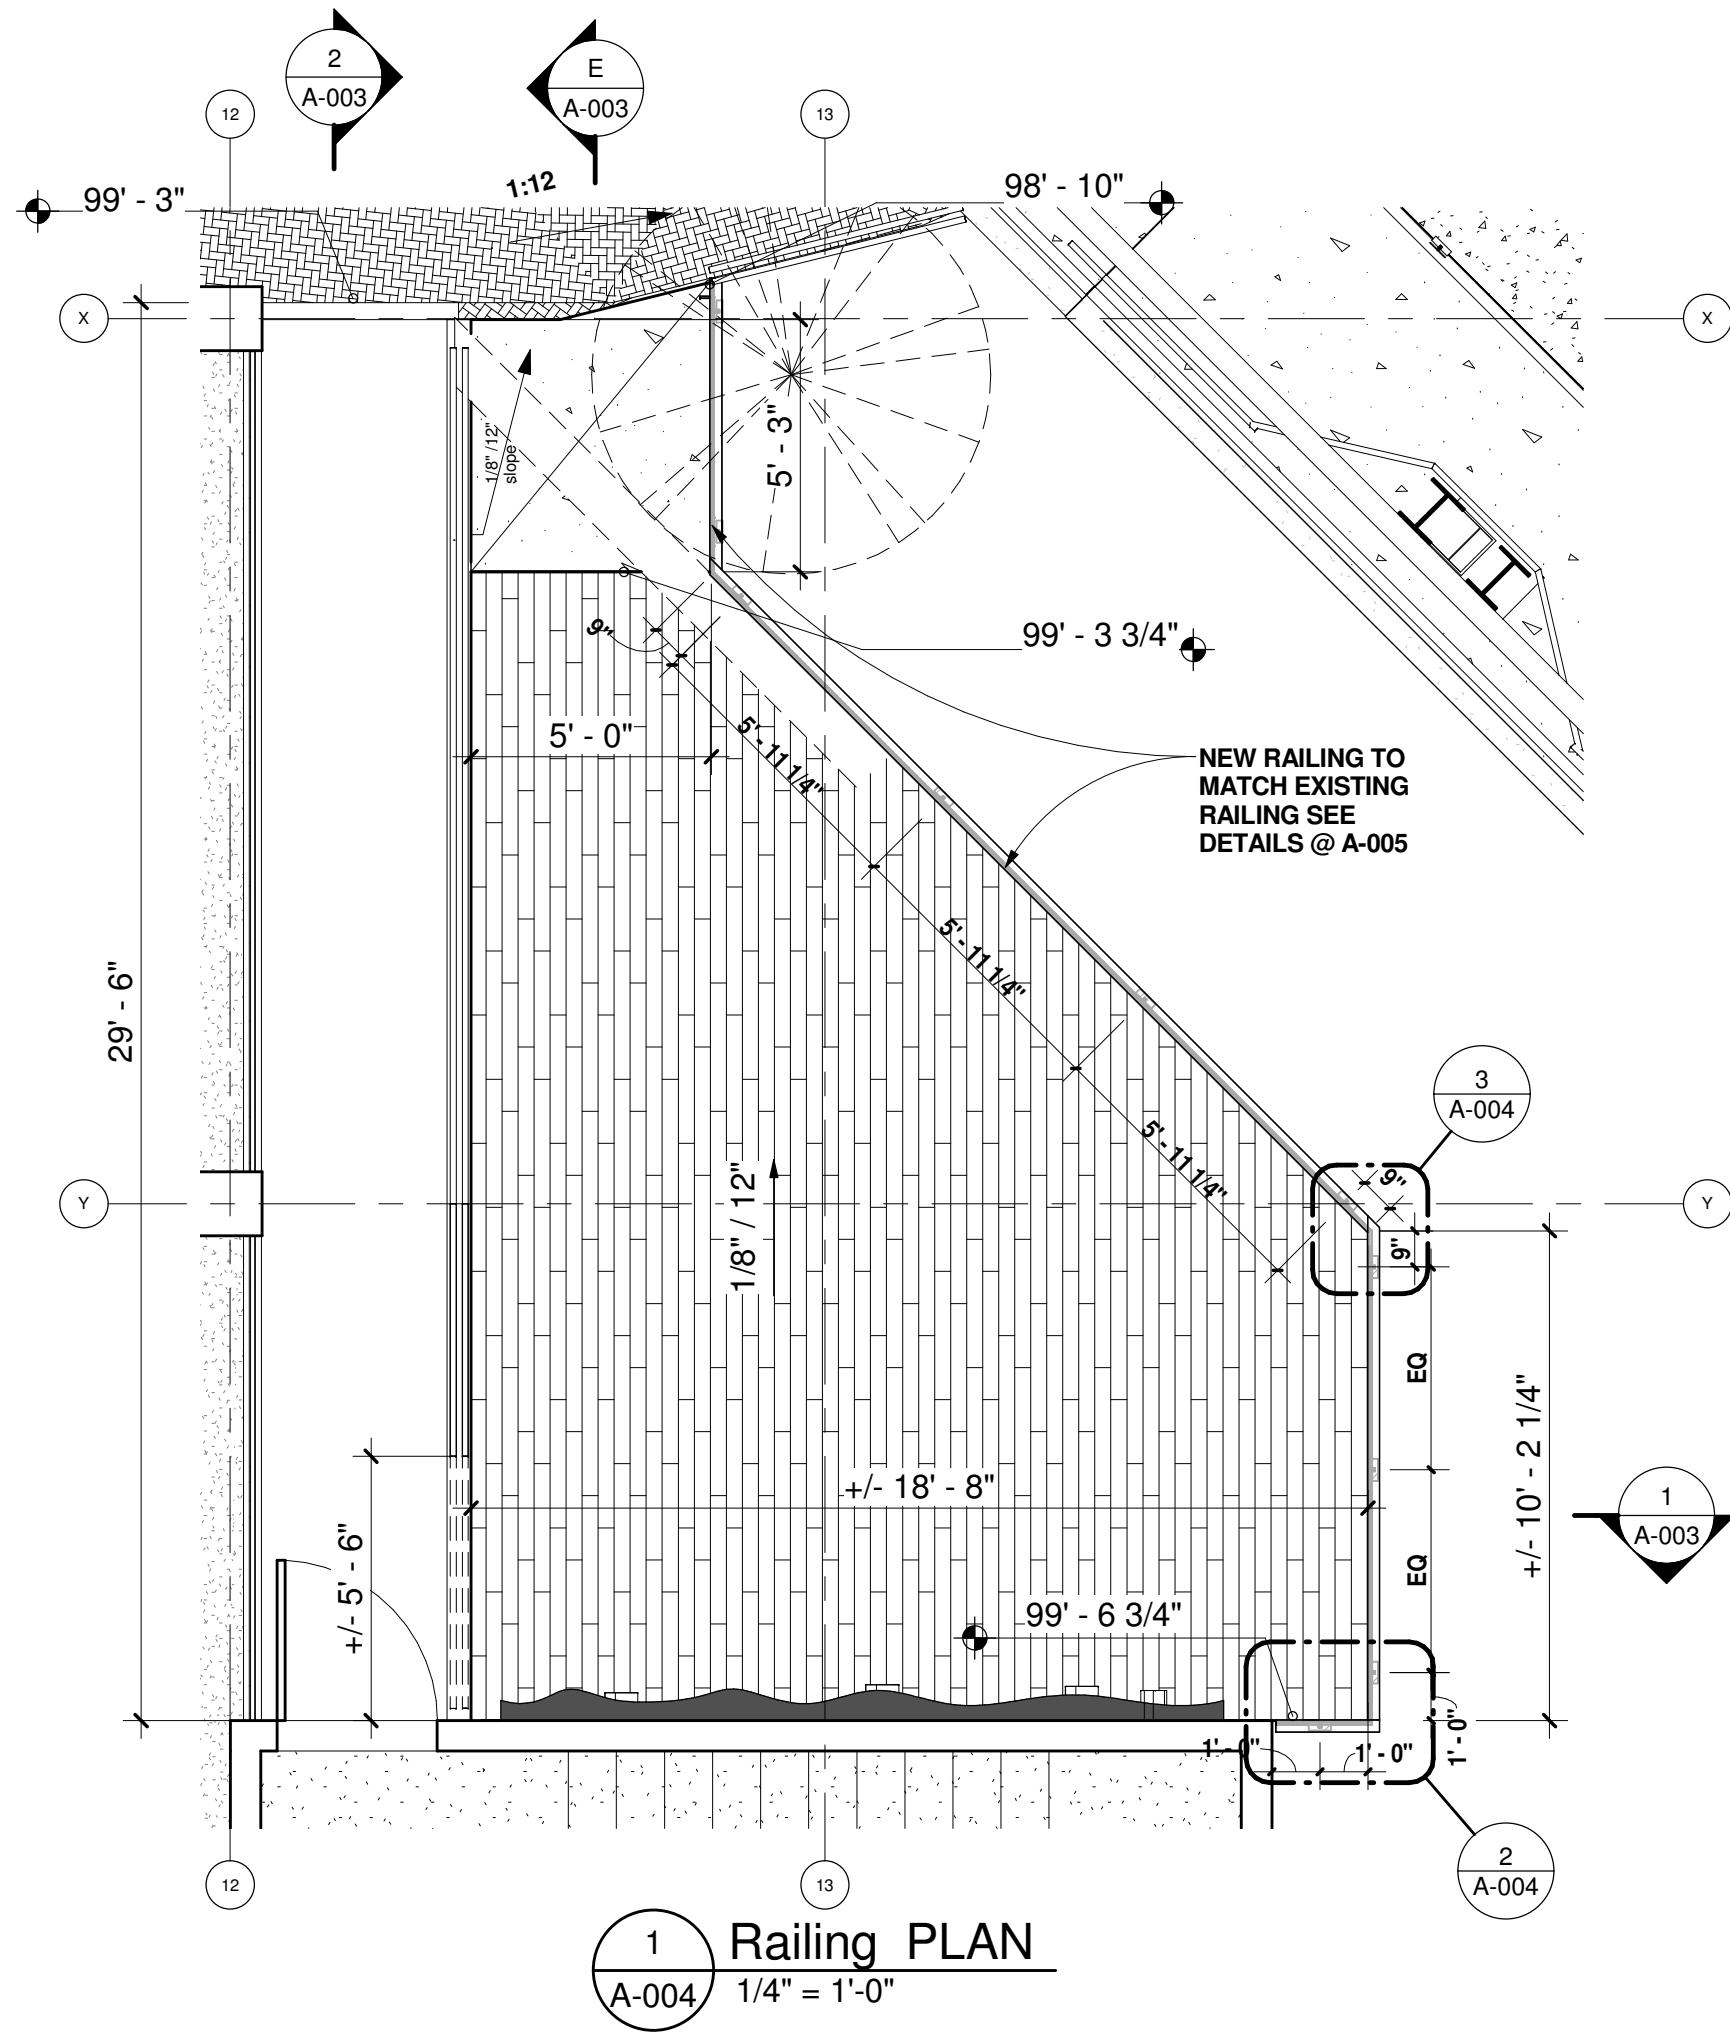 2
A-003
E
A-003
12
13
99' - 3"
1:12
98' - 10"
X
X
1/8" /12"
slope
5' - 3"
9"
99' - 3 3/4"
5' - 0"
5' - 11 1/4"
NEW RAILING TO
MATCH EXISTING
RAILING SEE
DETAILS @ A-005
5' - 11 1/4"
29' - 6"
3
A-004
5' - 11 1/4"
9"
Y
Y
1/8" / 12"
9"
EQ
+/- 10' - 2 1/4"
+/- 18' - 8"
1
A-003
+/- 5' - 6"
EQ
99' - 6 3/4"
1' - 0"
1' - 0"
1' - 0"
2
A-004
12
13
1
A-004
Railing PLAN
1/4" = 1'-0"